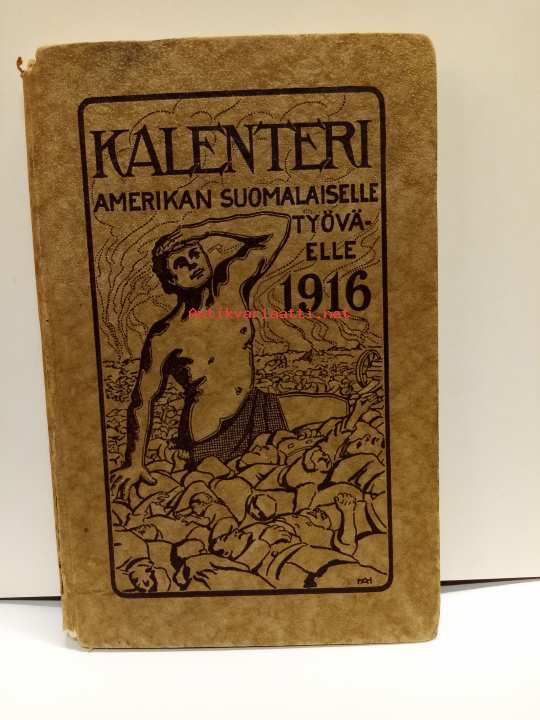 KALENTERI
AMERIKAN SUOMALAISELLE
TYÖVÄ-
ELLE
1916
Antikvariaatti.net